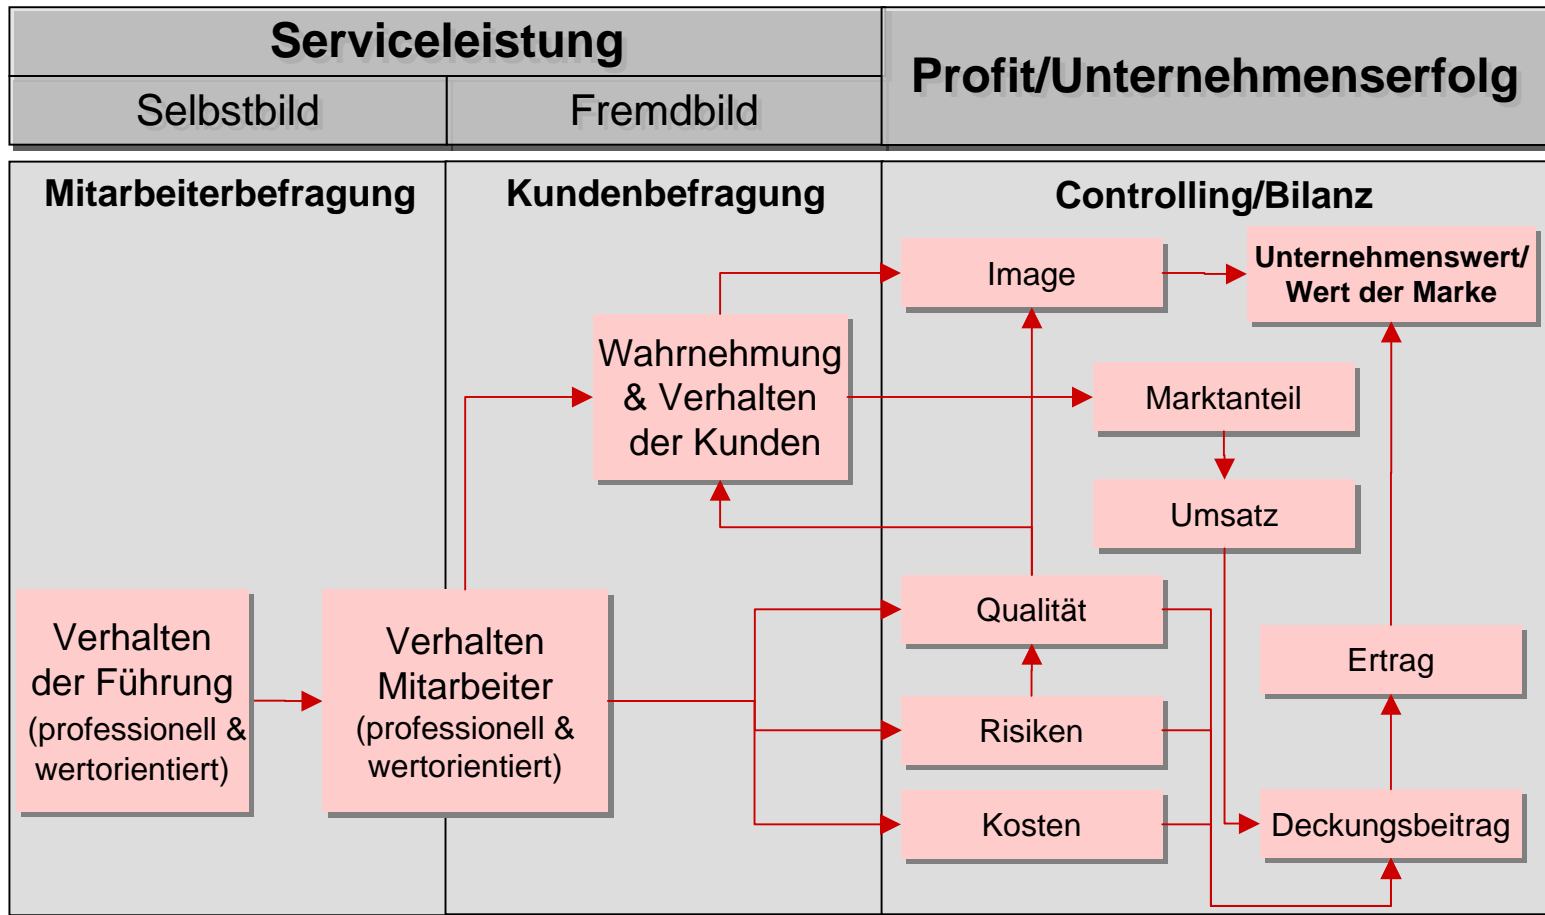 Serviceleistung
Profit/Unternehmenserfolg
Selbstbild
Fremdbild
Mitarbeiterbefragung
Kundenbefragung
Controlling/Bilanz
Image
Unternehmenswert/
Wert der Marke
Wahrnehmung
& Verhalten
der Kunden
Marktanteil
Umsatz
Verhalten
der Führung
(professionell &
wertorientiert)
Verhalten
Mitarbeiter
(professionell &
wertorientiert)
Qualität
Ertrag
Risiken
Kosten
Deckungsbeitrag